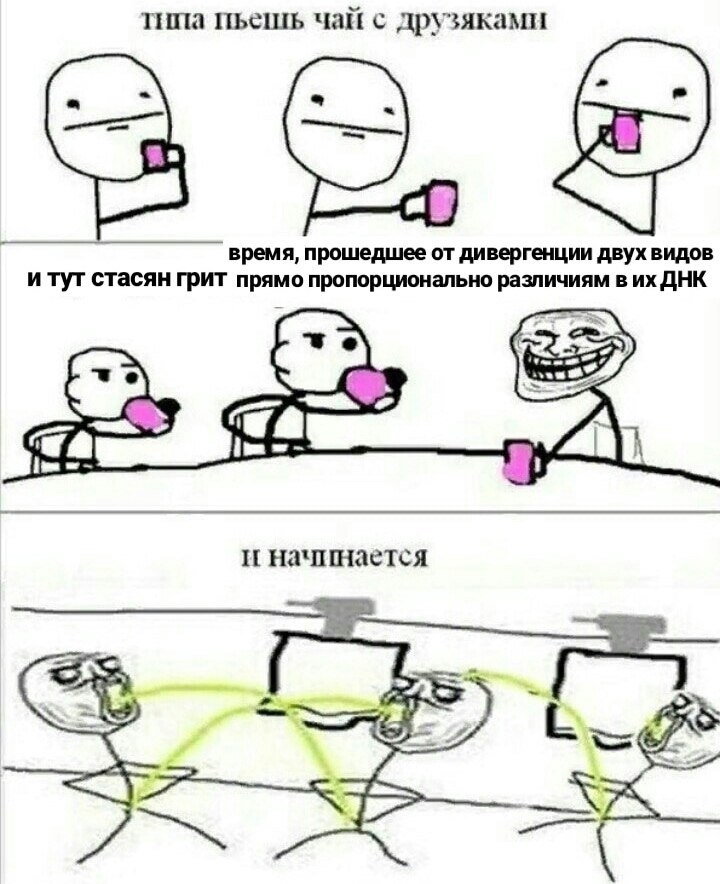 типа пьешь чай с друзяками
время, прошедшее от дивергенции двух видов
и тут стасян грит прямо пропорционально различиям в их ДНК
и начинается